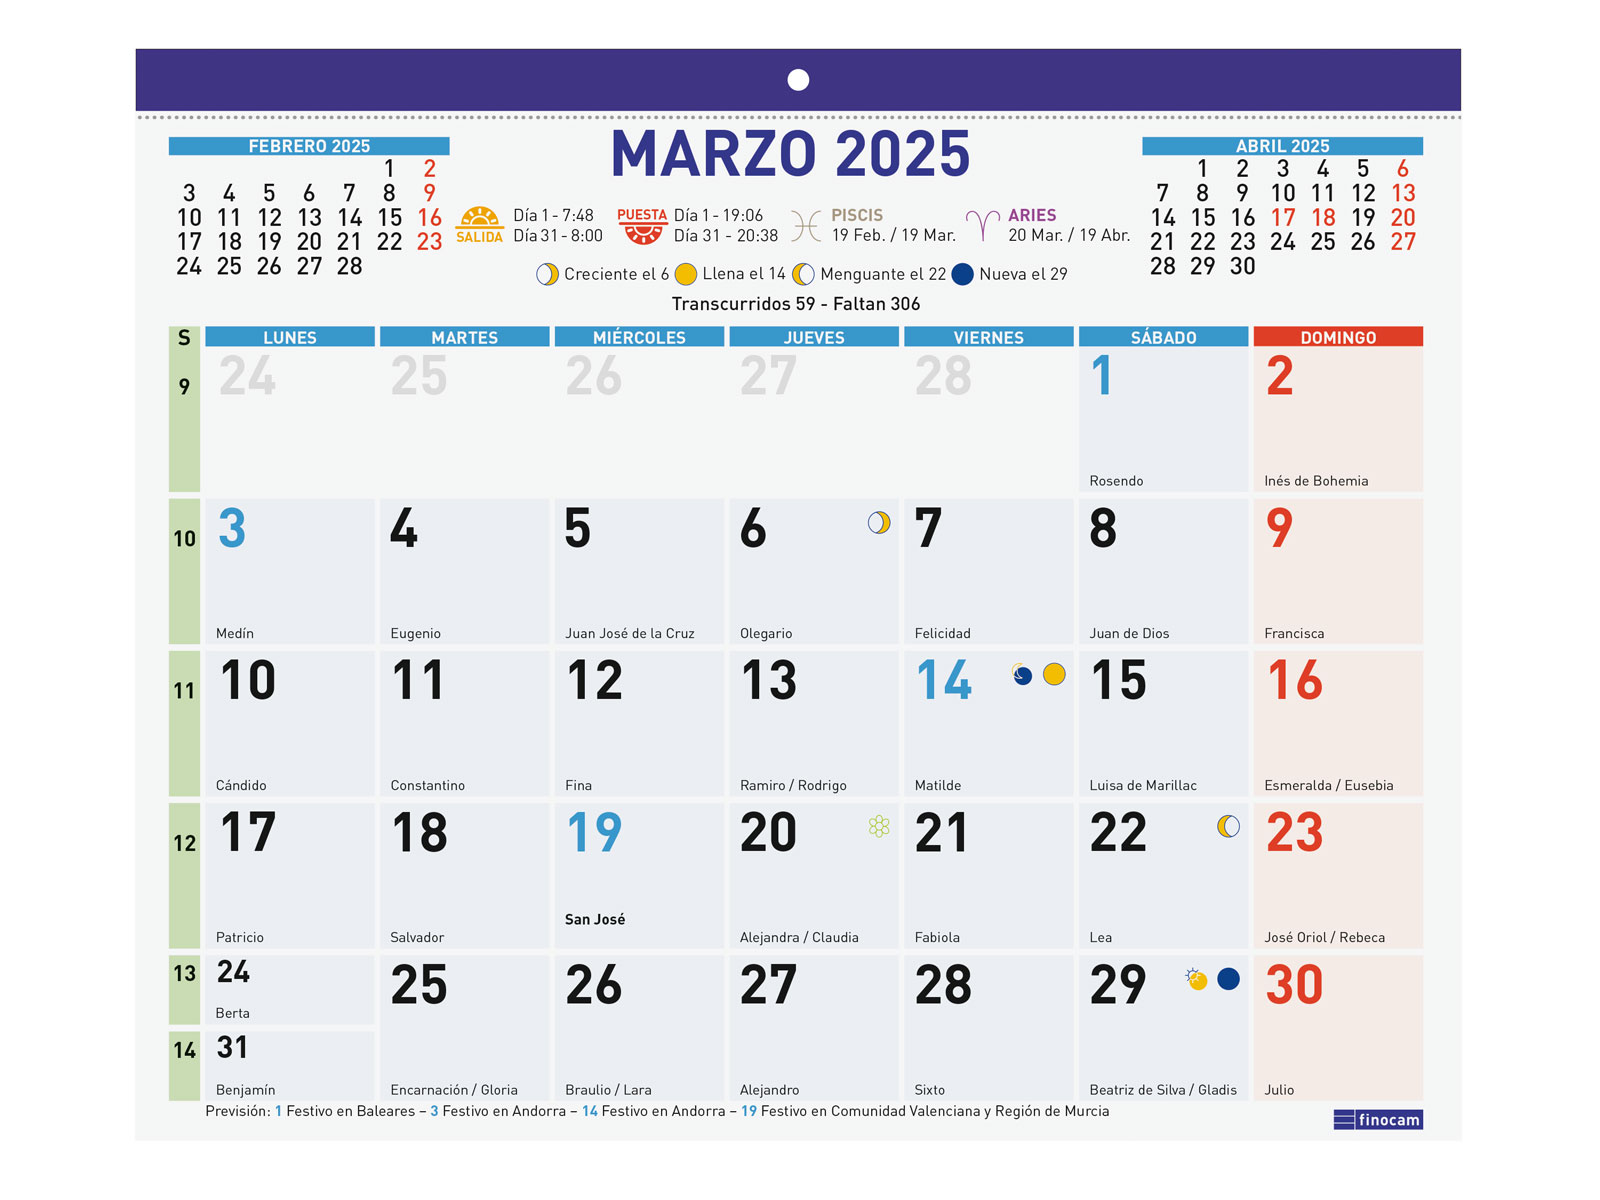 MARZO 2025
FEBRERO 2025
1 2
3 4 5 6 7 8 9
10 11 12 13 14 15 16
17 18 19 20 21 22 23
24 25 26 27 28
SALIDA
Día 1 - 7:48
Día 31 - 8:00
PUESTA
Día 1 - 19:06
Día 31 - 20:38
PISCIS
19 Feb. / 19 Mar.
ARIES
20 Mar. / 19 Abr.
ABRIL 2025
1 2 3 4 5 6
7 8 9 10 11 12 13
14 15 16 17 18 19 20
21 22 23 24 25 26 27
28 29 30
Creciente el 6 Llena el 14 Menguante el 22 Nueva el 29
Transcurridos 59 - Faltan 306
S LUNES MARTES MIÉRCOLES JUEVES VIERNES SÁBADO DOMINGO
9 24 25 26 27 28 1 2
Rosendo Inés de Bohemia
10 3 4 5 6 7 8 9
Medín Eugenio Juan José de la Cruz Olegario Felicidad Juan de Dios Francisca
11 10 11 12 13 14 15 16
Cándido Constantino Fina Ramiro / Rodrigo Matilde Luisa de Marillac Esmeralda / Eusebia
12 17 18 19 20 21 22 23
San José
Patricio Salvador Alejandra / Claudia Fabiola Lea José Oriol / Rebeca
13 24 25 26 27 28 29 30
Berta
14 31
Benjamín Encarnación / Gloria Braulio / Lara Alejandro Sixto Beatriz de Silva / Gladis Julio
Previsión: 1 Festivo en Baleares – 3 Festivo en Andorra – 14 Festivo en Andorra – 19 Festivo en Comunidad Valenciana y Región de Murcia
finocam